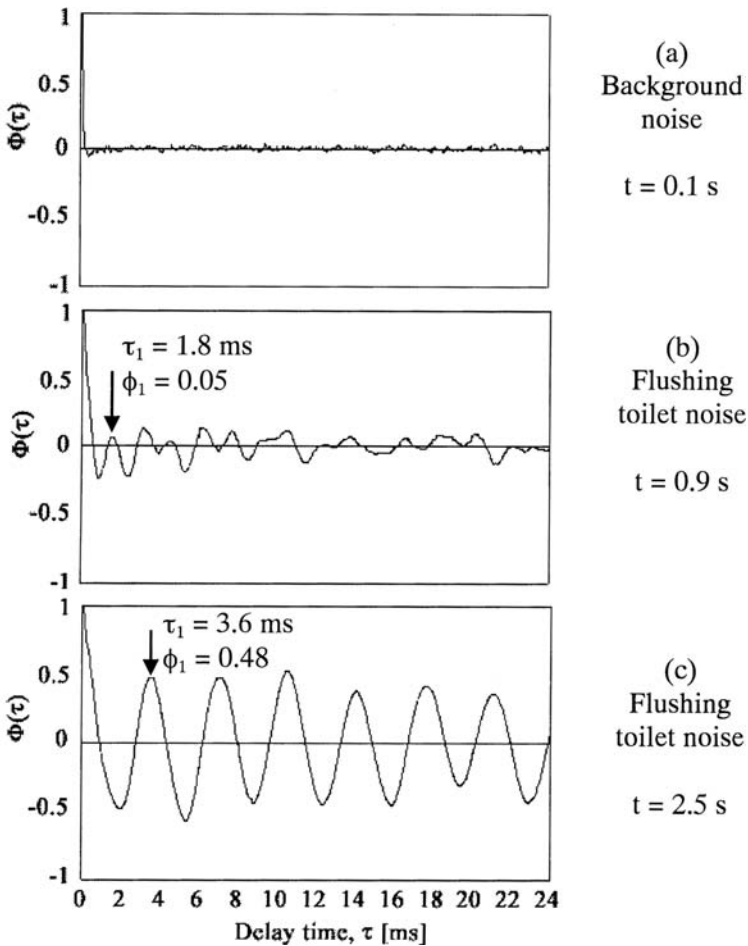 1
0.5
0
-0.5
-1
Φ(τ)
(a)
Background
noise
t = 0.1 s
1
0.5
0
-0.5
-1
Φ(τ)
τ₁ = 1.8 ms
ϕ₁ = 0.05
(b)
Flushing
toilet noise
t = 0.9 s
1
0.5
0
-0.5
-1
Φ(τ)
τ₁ = 3.6 ms
ϕ₁ = 0.48
(c)
Flushing
toilet noise
t = 2.5 s
0 2 4 6 8 10 12 14 16 18 20 22 24
Delay time, τ [ms]